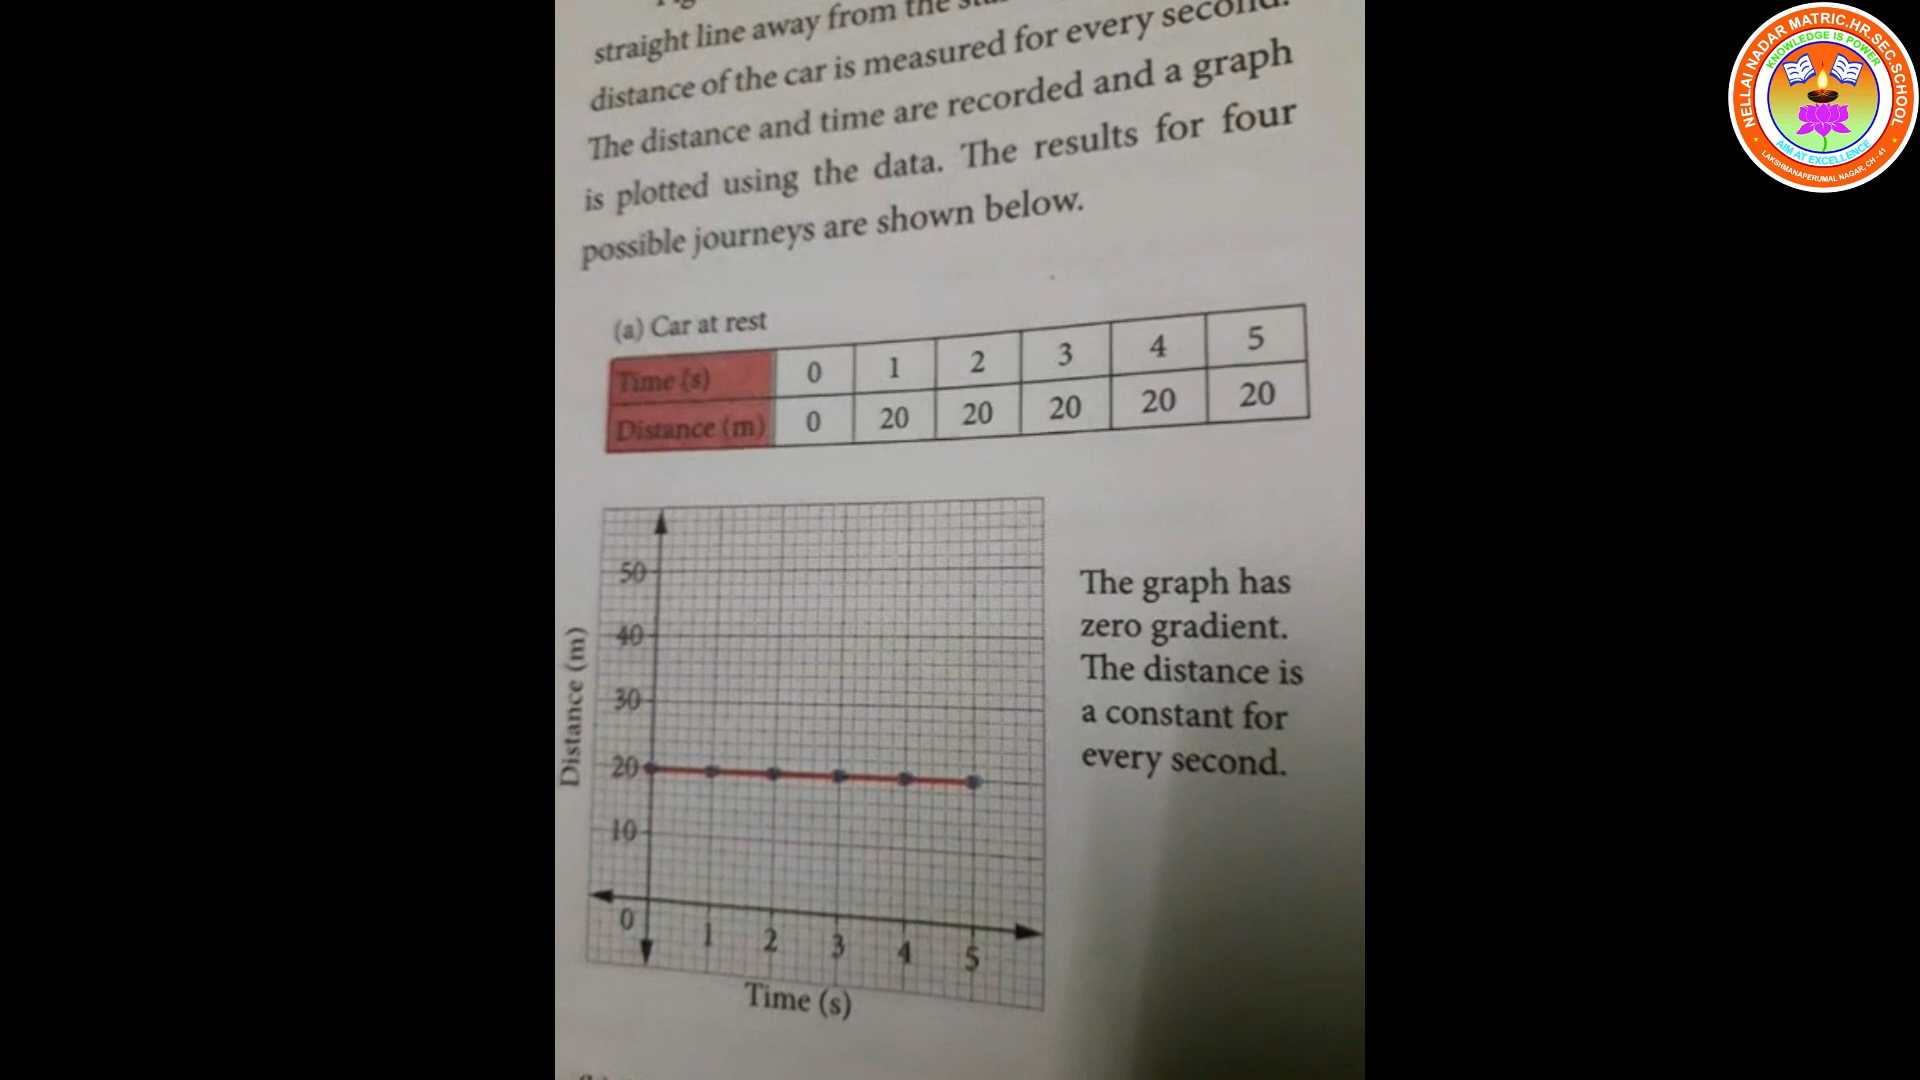 straight line away from the
distance of the car is measured for every second.
The distance and time are recorded and a graph
is plotted using the data. The results for four
possible journeys are shown below.
(a) Car at rest
Time (s) 0 1 2 3 4 5
Distance (m) 0 20 20 20 20 20
50
40
30
20
10
0 1 2 3 4 5
Distance (m)
Time (s)
The graph has
zero gradient.
The distance is
a constant for
every second.
NELLAI NADAR MATRIC.HR.SEC.SCHOOL
KNOWLEDGE IS POWER
AIM AT EXCELLENCE
LAKSHMANAPERUMAL NAGAR, CH - 41